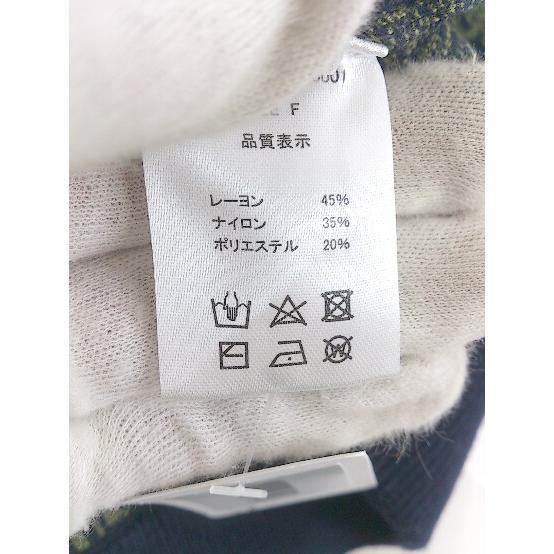 F
品質表示
レーヨン 45%
ナイロン 35%
ポリエステル 20%
W